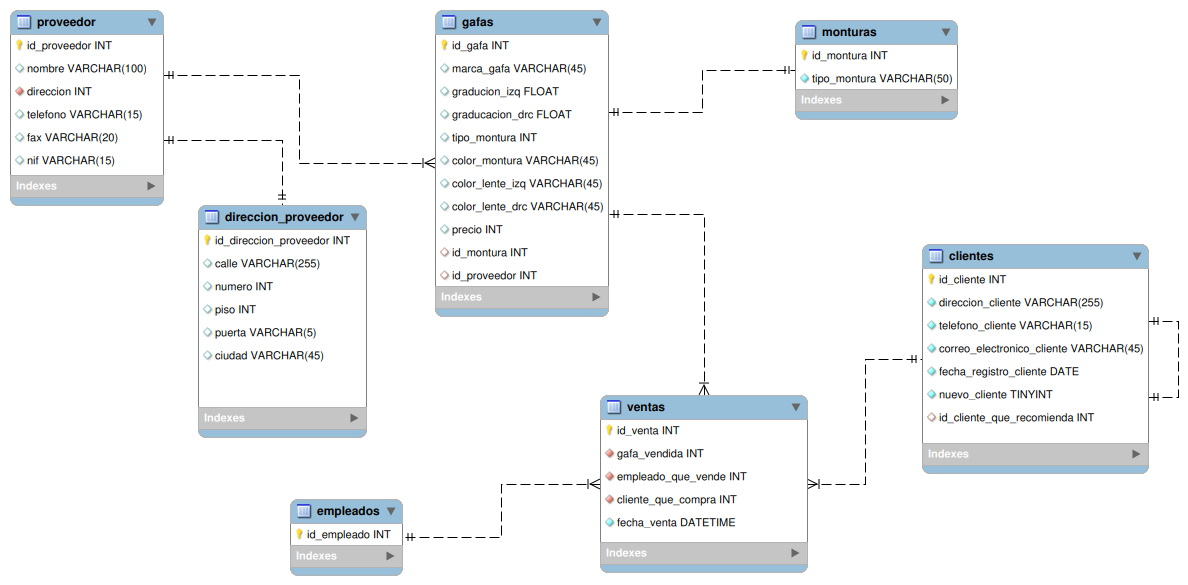 proveedor
id_proveedor INT
nombre VARCHAR(100)
direccion INT
telefono VARCHAR(15)
fax VARCHAR(20)
nif VARCHAR(15)
Indexes
gafas
id_gafa INT
marca_gafa VARCHAR(45)
graducion_izq FLOAT
graducacion_drc FLOAT
tipo_montura INT
color_montura VARCHAR(45)
color_lente_izq VARCHAR(45)
color_lente_drc VARCHAR(45)
precio INT
id_montura INT
id_proveedor INT
Indexes
monturas
id_montura INT
tipo_montura VARCHAR(50)
Indexes
direccion_proveedor
id_direccion_proveedor INT
calle VARCHAR(255)
numero INT
piso INT
puerta VARCHAR(5)
ciudad VARCHAR(45)
Indexes
clientes
id_cliente INT
direccion_cliente VARCHAR(255)
telefono_cliente VARCHAR(15)
correo_electronico_cliente VARCHAR(45)
fecha_registro_cliente DATE
nuevo_cliente TINYINT
id_cliente_que_recomienda INT
Indexes
ventas
id_venta INT
gafa_vendida INT
empleado_que_vende INT
cliente_que_compra INT
fecha_venta DATETIME
Indexes
empleados
id_empleado INT
Indexes